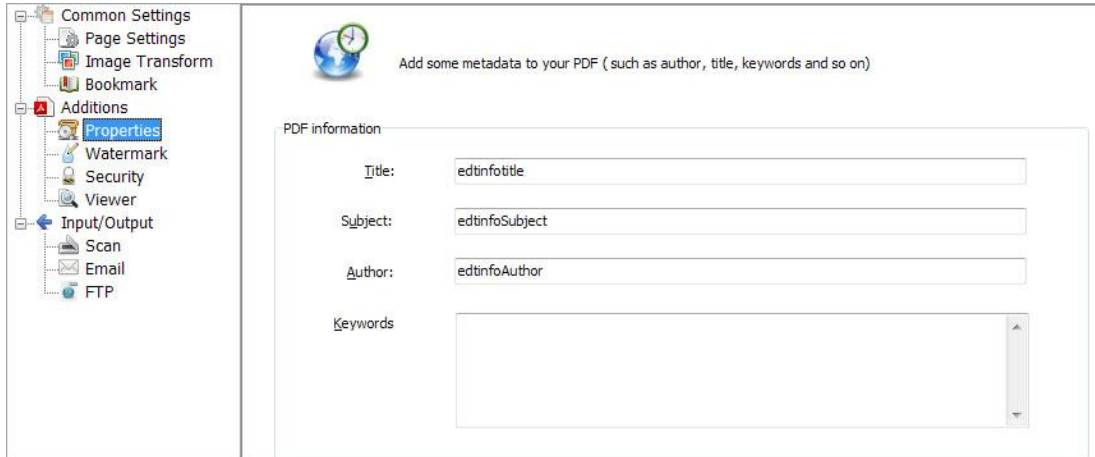 Common Settings
Page Settings
Image Transform
Bookmark
Additions
Properties
Watermark
Security
Viewer
Input/Output
Scan
Email
FTP
Add some metadata to your PDF ( such as author, title, keywords and so on)
PDF information
Title: edtinfotitle
Subject: edtinfoSubject
Author: edtinfoAuthor
Keywords